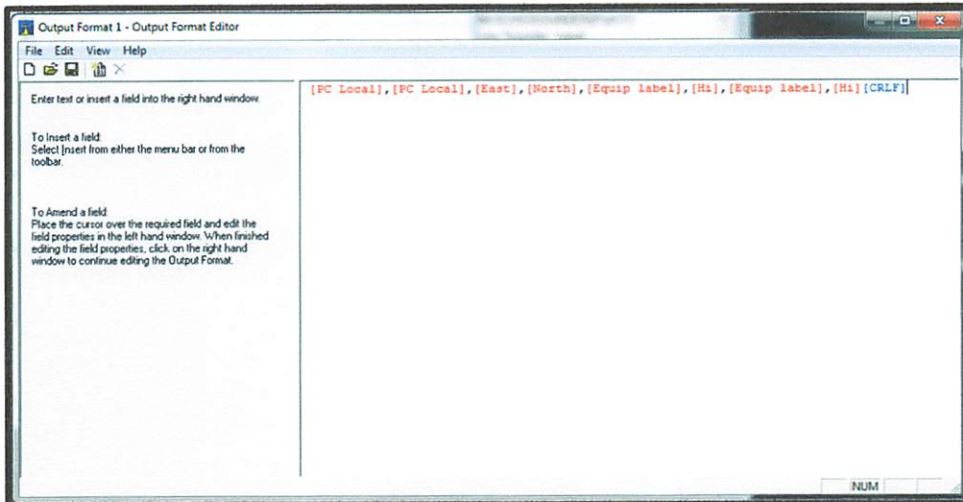 Output Format 1 - Output Format Editor
File Edit View Help
Enter text or insert a field into the right hand window.
To Insert a field:
Select Insert from either the menu bar or from the
toolbar.
To Amend a field:
Place the cursor over the required field and edit the
field properties in the left hand window. When finished
editing the field properties, click on the right hand
window to continue editing the Output Format.
[PC Local],[PC Local],[East],[North],[Equip label],[Hi],[Equip label],[Hi][CRLF]
NUM